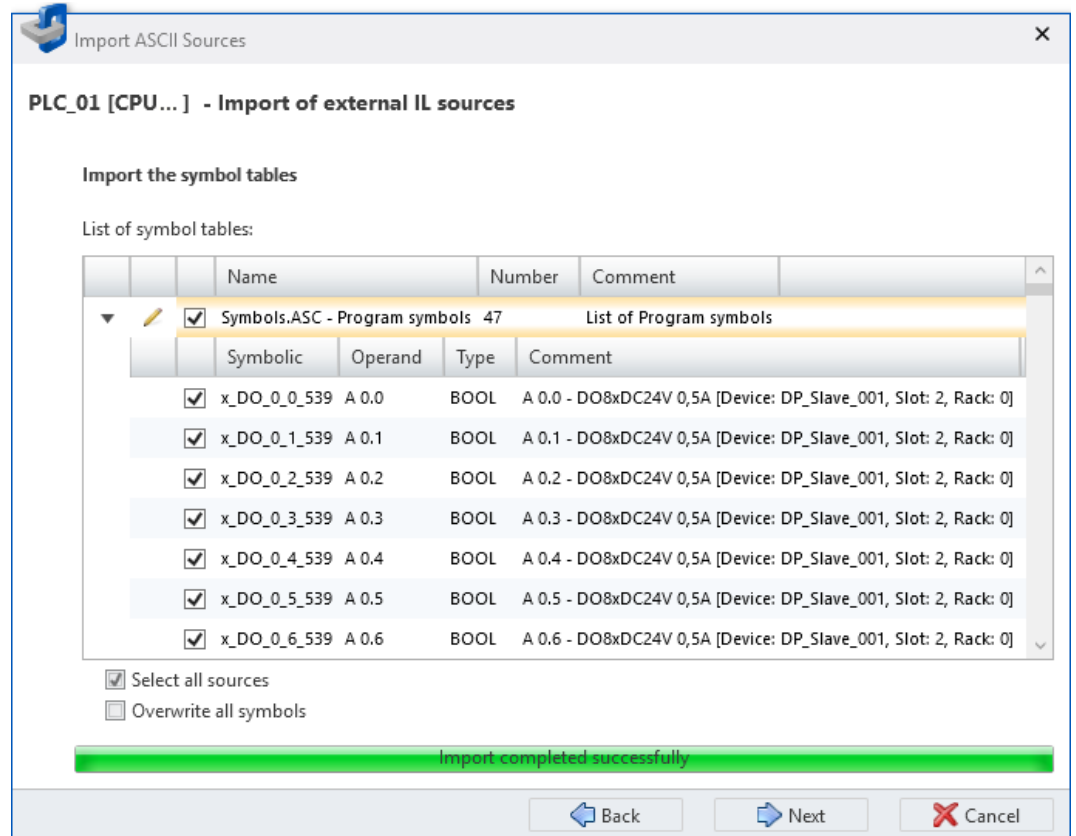 Import ASCII Sources
PLC_01 [CPU...] - Import of external IL sources
Import the symbol tables
List of symbol tables:
Name Number Comment
Symbols.ASC - Program symbols 47 List of Program symbols
Symbolic Operand Type Comment
x_DO_0_0_539 A 0.0 BOOL A 0.0 - DO8xDC24V 0,5A [Device: DP_Slave_001, Slot: 2, Rack: 0]
x_DO_0_1_539 A 0.1 BOOL A 0.1 - DO8xDC24V 0,5A [Device: DP_Slave_001, Slot: 2, Rack: 0]
x_DO_0_2_539 A 0.2 BOOL A 0.2 - DO8xDC24V 0,5A [Device: DP_Slave_001, Slot: 2, Rack: 0]
x_DO_0_3_539 A 0.3 BOOL A 0.3 - DO8xDC24V 0,5A [Device: DP_Slave_001, Slot: 2, Rack: 0]
x_DO_0_4_539 A 0.4 BOOL A 0.4 - DO8xDC24V 0,5A [Device: DP_Slave_001, Slot: 2, Rack: 0]
x_DO_0_5_539 A 0.5 BOOL A 0.5 - DO8xDC24V 0,5A [Device: DP_Slave_001, Slot: 2, Rack: 0]
x_DO_0_6_539 A 0.6 BOOL A 0.6 - DO8xDC24V 0,5A [Device: DP_Slave_001, Slot: 2, Rack: 0]
Select all sources
Overwrite all symbols
Import completed successfully
Back Next Cancel